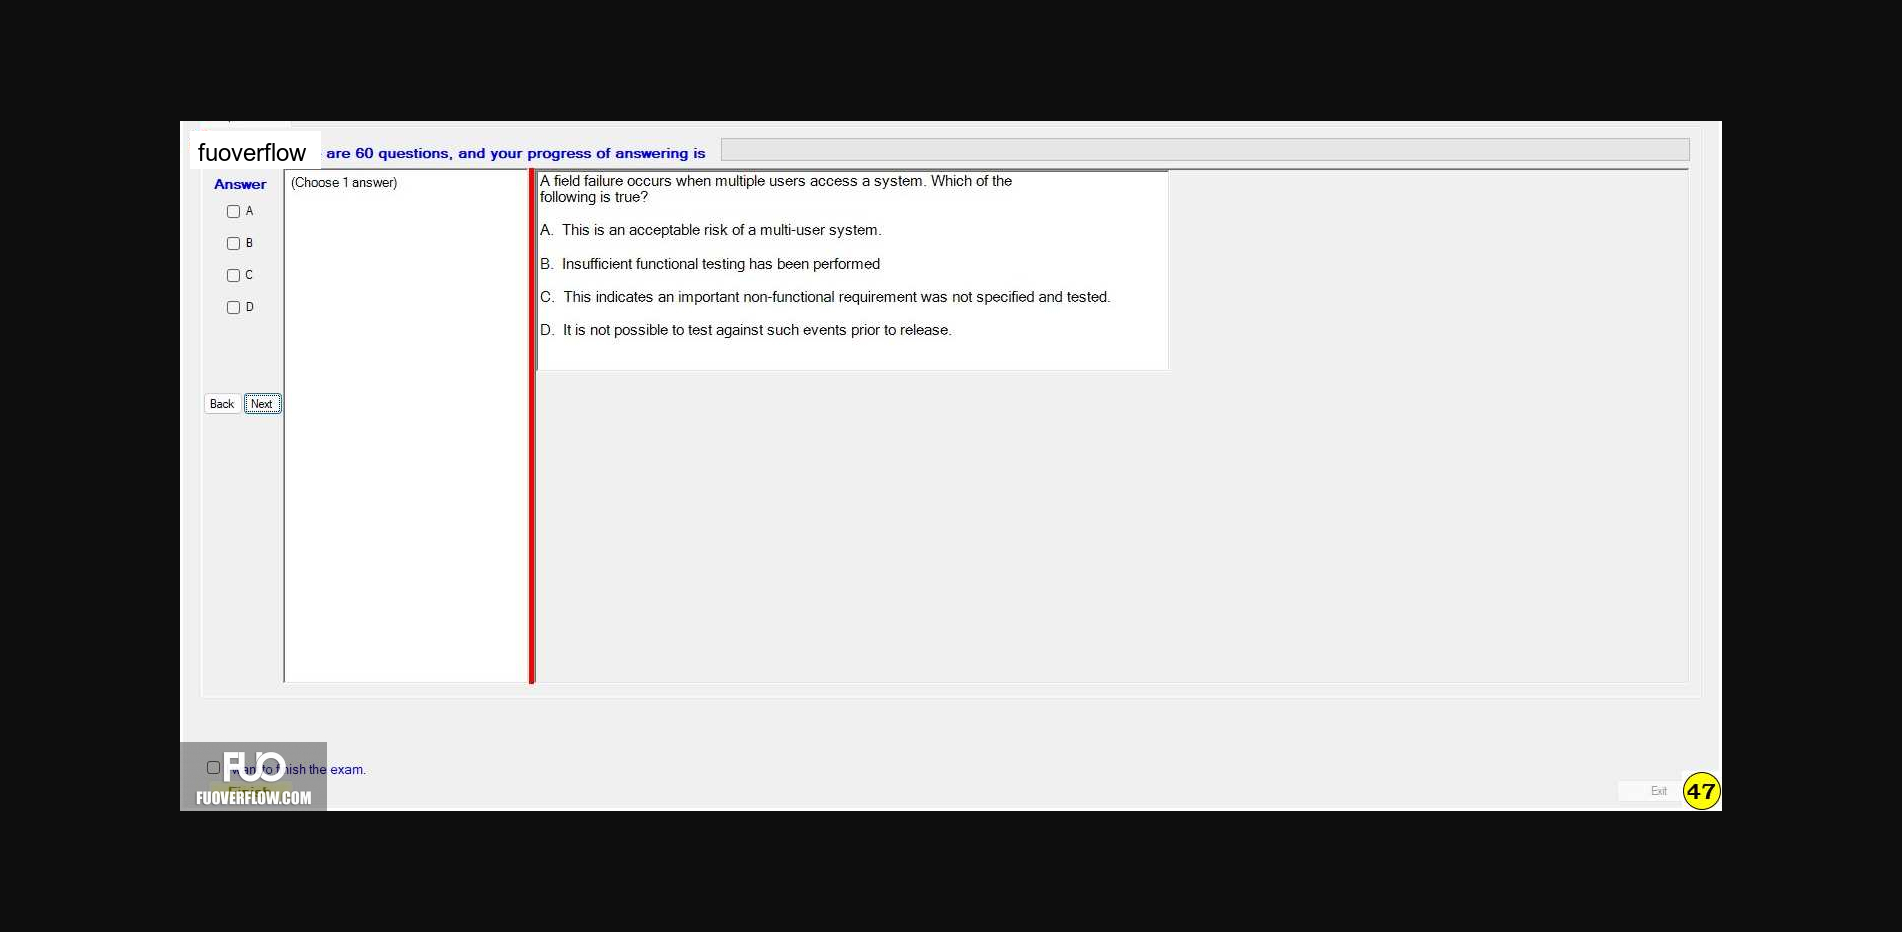 fuoverflow are 60 questions, and your progress of answering is
Answer
(Choose 1 answer)
A
B
C
D
Back Next
A field failure occurs when multiple users access a system. Which of the
following is true?
A. This is an acceptable risk of a multi-user system.
B. Insufficient functional testing has been performed
C. This indicates an important non-functional requirement was not specified and tested.
D. It is not possible to test against such events prior to release.
FUO
want to finish the exam.
Finish
FUOVERFLOW.COM
Exit
47